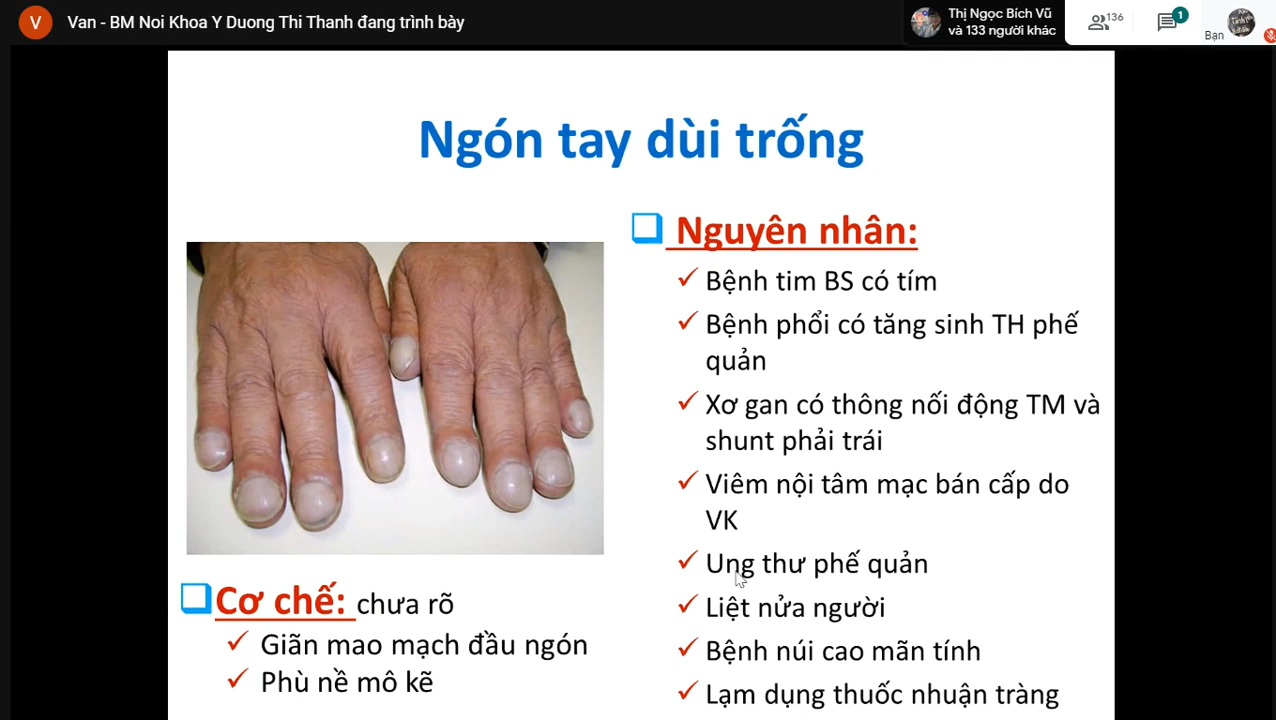 V
Van - BM Noi Khoa Y Duong Thi Thanh đang trình bày
Thị Ngọc Bích Vũ
và 133 người khác
136
1
Bạn
Ngón tay dùi trống
Nguyên nhân:
Bệnh tim BS có tím
Bệnh phổi có tăng sinh TH phế
quản
Xơ gan có thông nối động TM và
shunt phải trái
Viêm nội tâm mạc bán cấp do
VK
Ung thư phế quản
Liệt nửa người
Bệnh núi cao mãn tính
Lạm dụng thuốc nhuận tràng
Cơ chế: chưa rõ
Giãn mao mạch đầu ngón
Phù nề mô kẽ